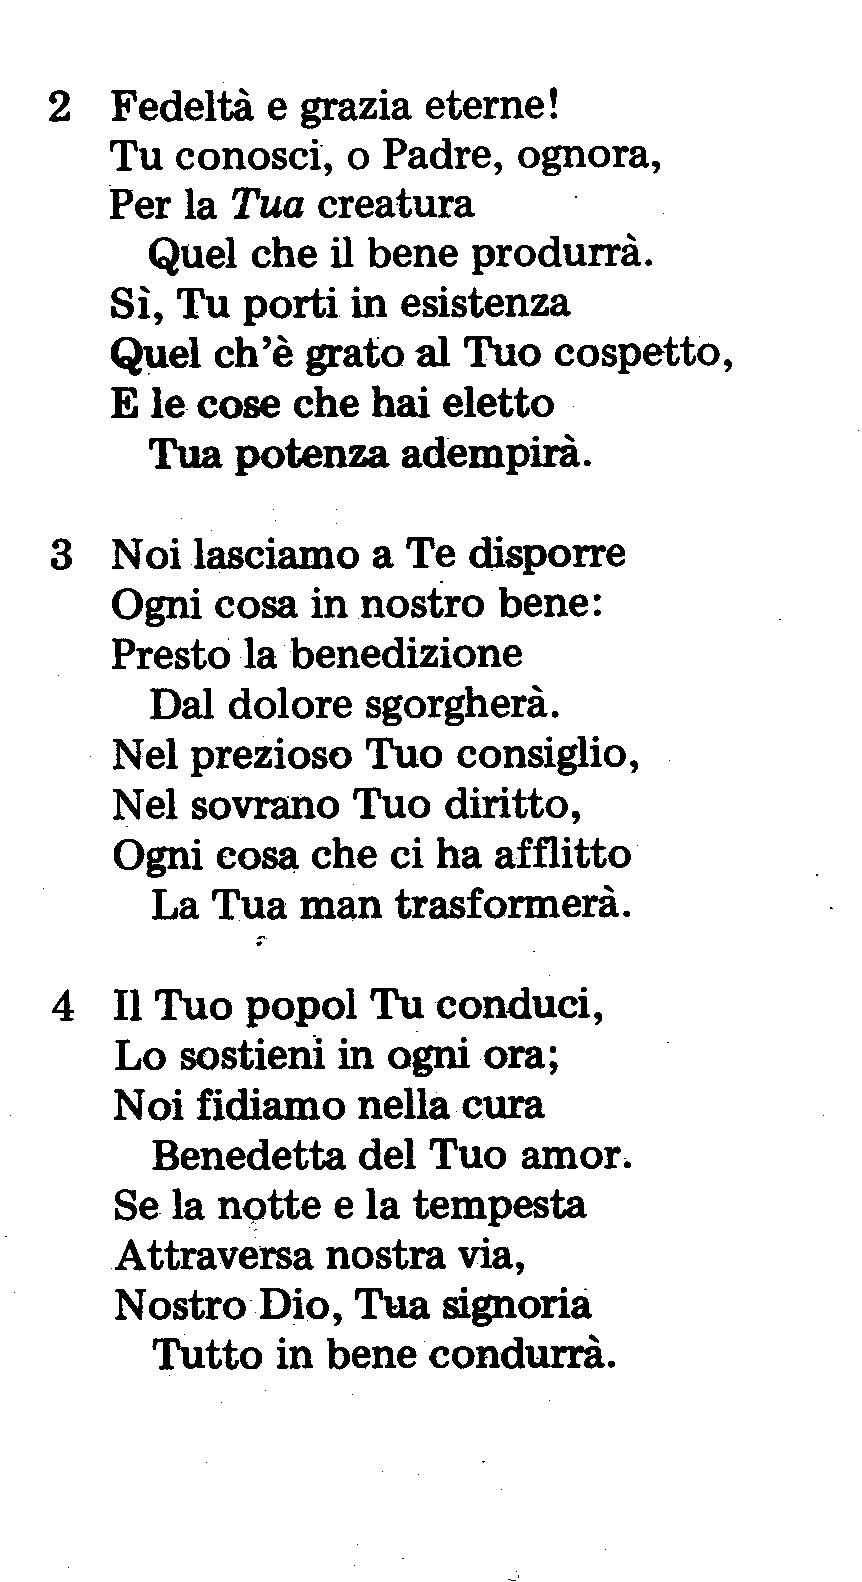 2 Fedeltà e grazia eterne!
Tu conosci, o Padre, ognora,
Per la Tua creatura
Quel che il bene produrrà.
Sì, Tu porti in esistenza
Quel ch'è grato al Tuo cospetto,
E le cose che hai eletto
Tua potenza adempirà.
3 Noi lasciamo a Te disporre
Ogni cosa in nostro bene:
Presto la benedizione
Dal dolore sgorgherà.
Nel prezioso Tuo consiglio,
Nel sovrano Tuo diritto,
Ogni cosa che ci ha afflitto
La Tua man trasformerà.
4 Il Tuo popol Tu conduci,
Lo sostieni in ogni ora;
Noi fidiamo nella cura
Benedetta del Tuo amor.
Se la notte e la tempesta
Attraversa nostra via,
Nostro Dio, Tua signoria
Tutto in bene condurrà.